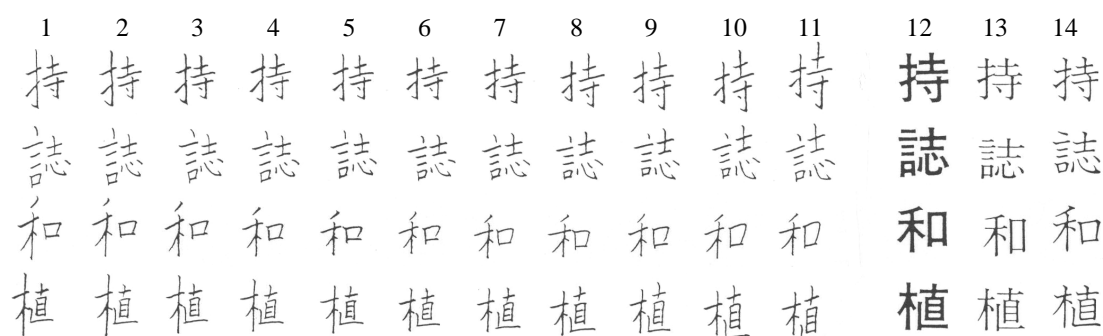 1 2 3 4 5 6 7 8 9 10 11 12 13 14
持 持 持 持 持 持 持 持 持 持 持 持 持 持
誌 誌 誌 誌 誌 誌 誌 誌 誌 誌 誌 誌 誌 誌
和 和 和 和 和 和 和 和 和 和 和 和 和 和
植 植 植 植 植 植 植 植 植 植 植 植 植 植